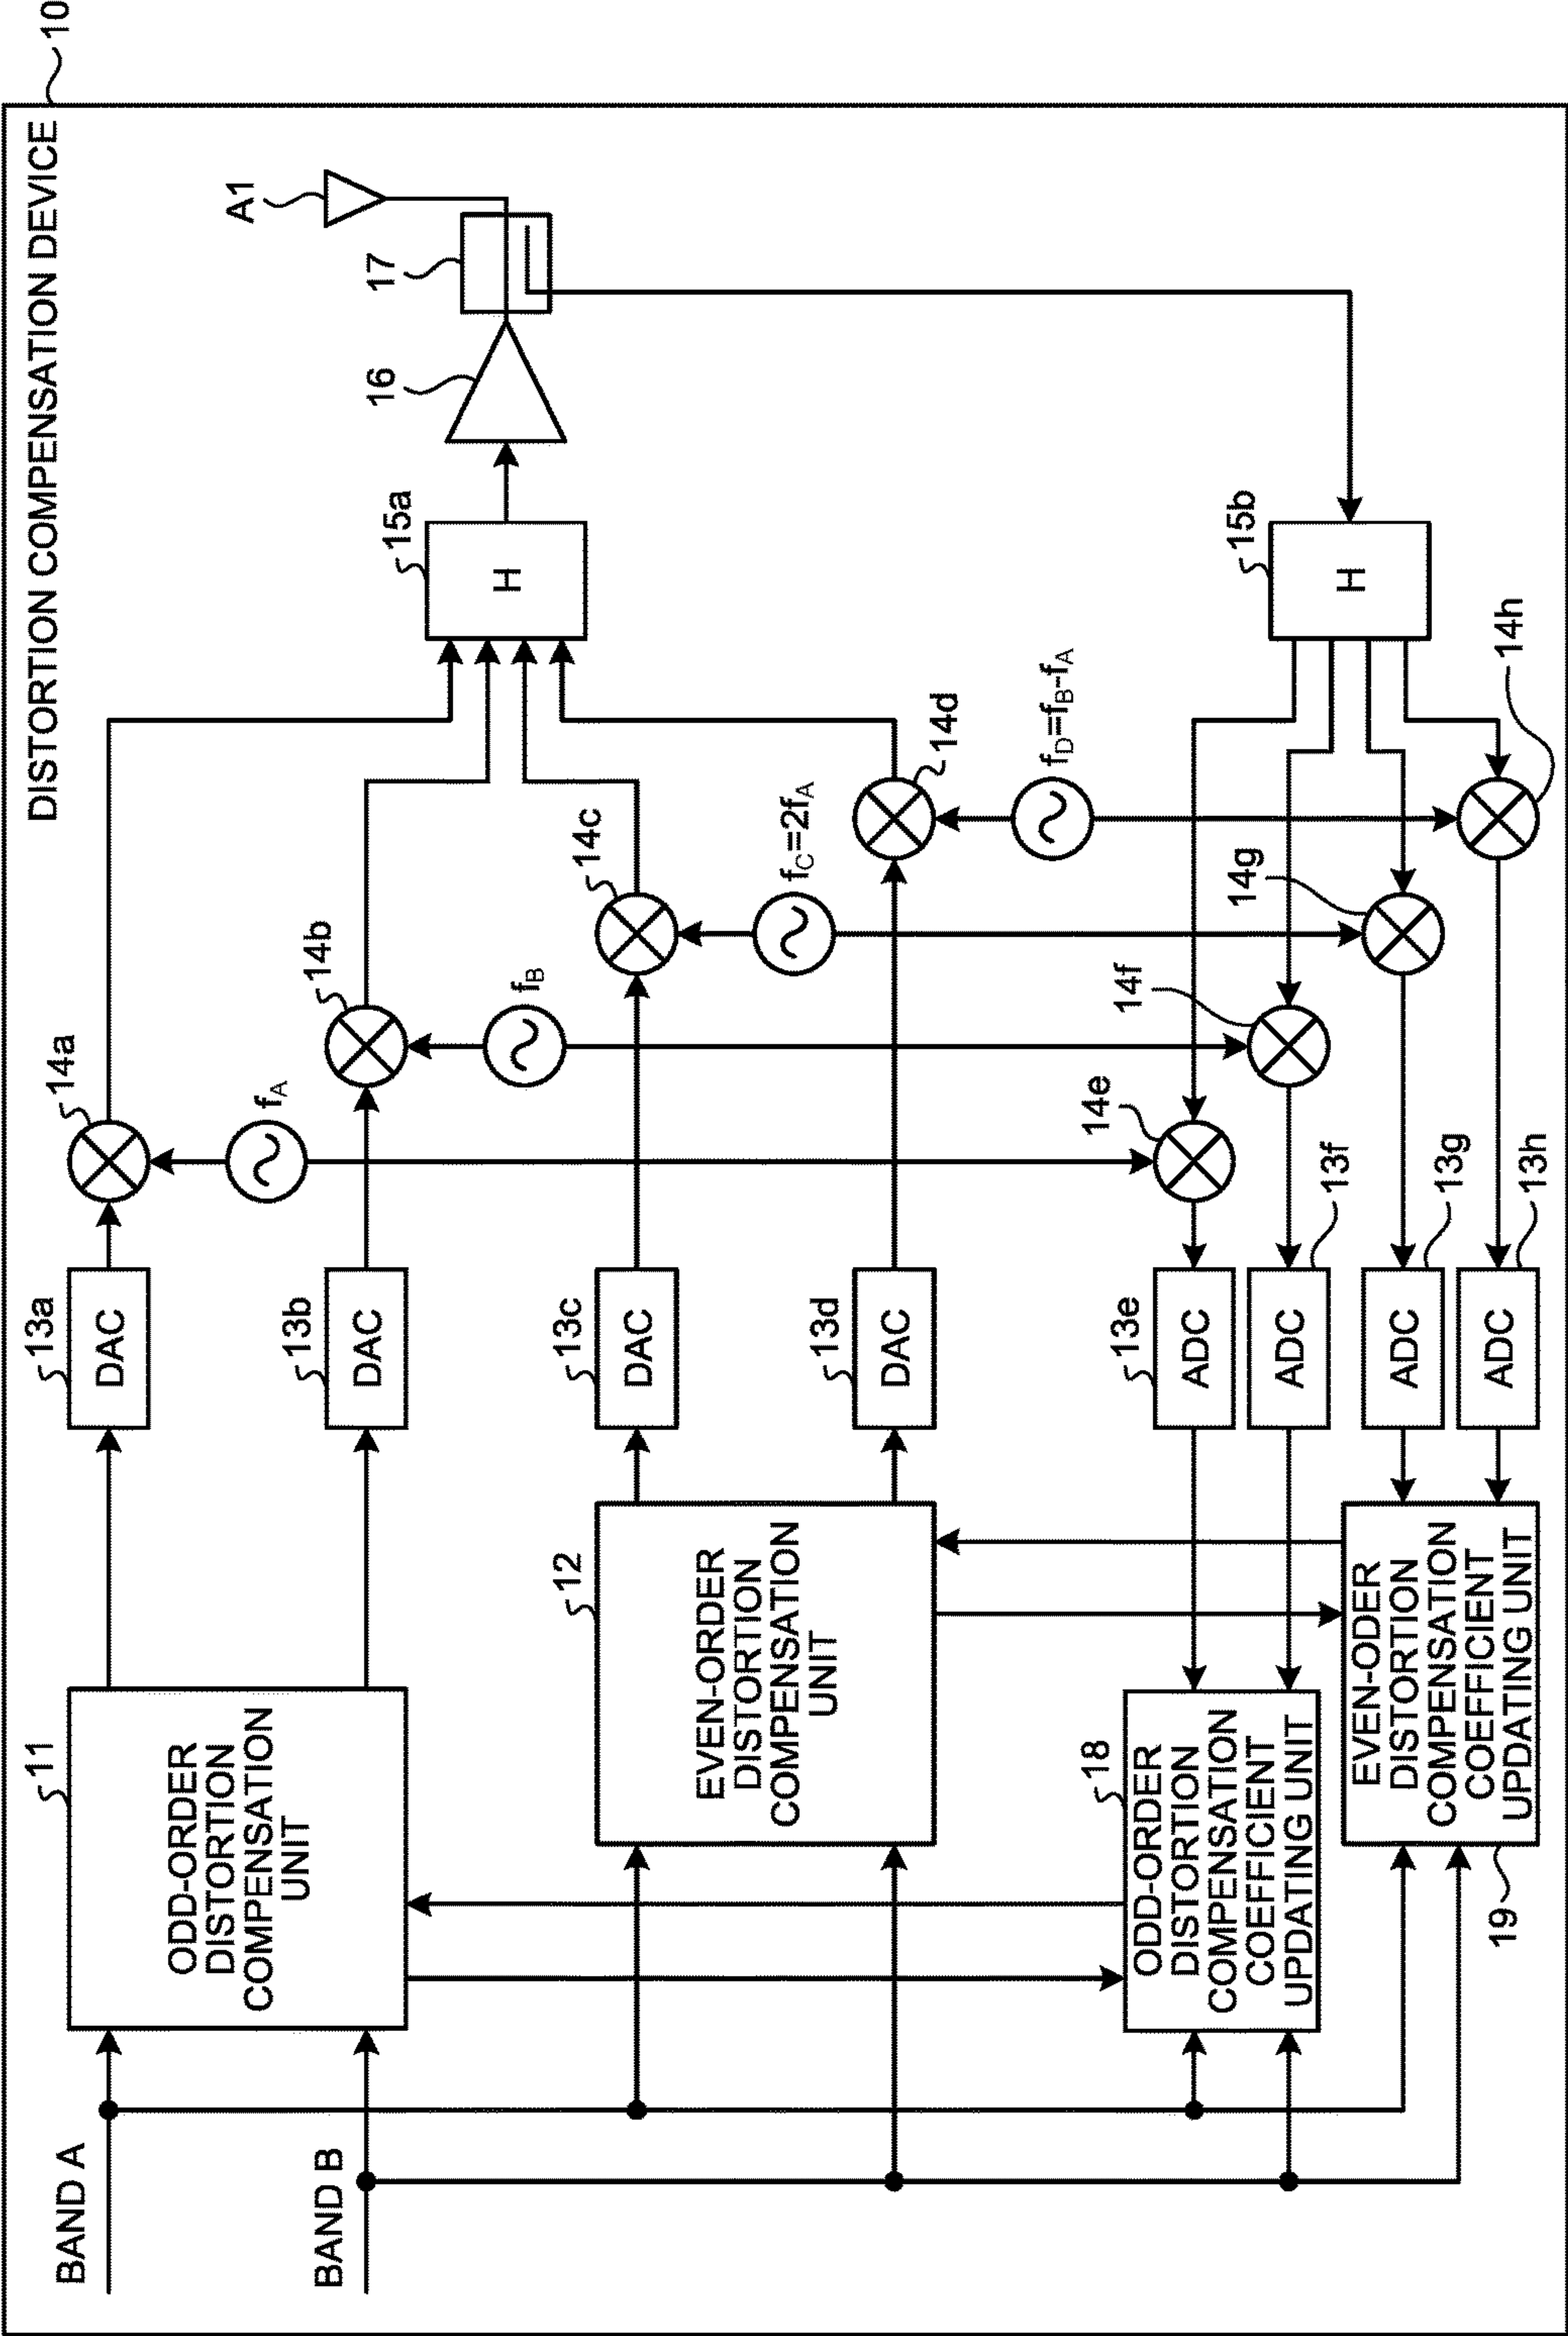 10
DISTORTION COMPENSATION DEVICE
BAND A
BAND B
11
ODD-ORDER
DISTORTION
COMPENSATION
UNIT
12
EVEN-ORDER
DISTORTION
COMPENSATION
UNIT
18
ODD-ORDER
DISTORTION
COMPENSATION
COEFFICIENT
UPDATING UNIT
19
EVEN-ODER
DISTORTION
COMPENSATION
COEFFICIENT
UPDATING UNIT
13a
DAC
13b
DAC
13c
DAC
13d
DAC
13e
ADC
ADC
13f
ADC
13g
ADC
13h
14a
fA
14b
fB
14c
fC=2fA
14d
fD=fB-fA
14e
14f
14g
14h
15a
H
15b
H
16
17
A1